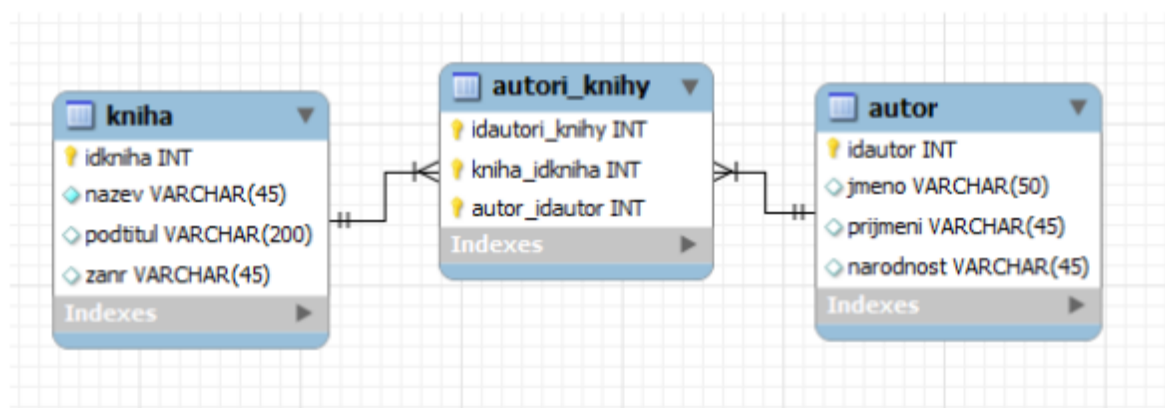 kniha
idkniha INT
nazev VARCHAR(45)
podtitul VARCHAR(200)
zanr VARCHAR(45)
Indexes
autori_knihy
idautori_knihy INT
kniha_idkniha INT
autor_idautor INT
Indexes
autor
idautor INT
jmeno VARCHAR(50)
prijmeni VARCHAR(45)
narodnost VARCHAR(45)
Indexes